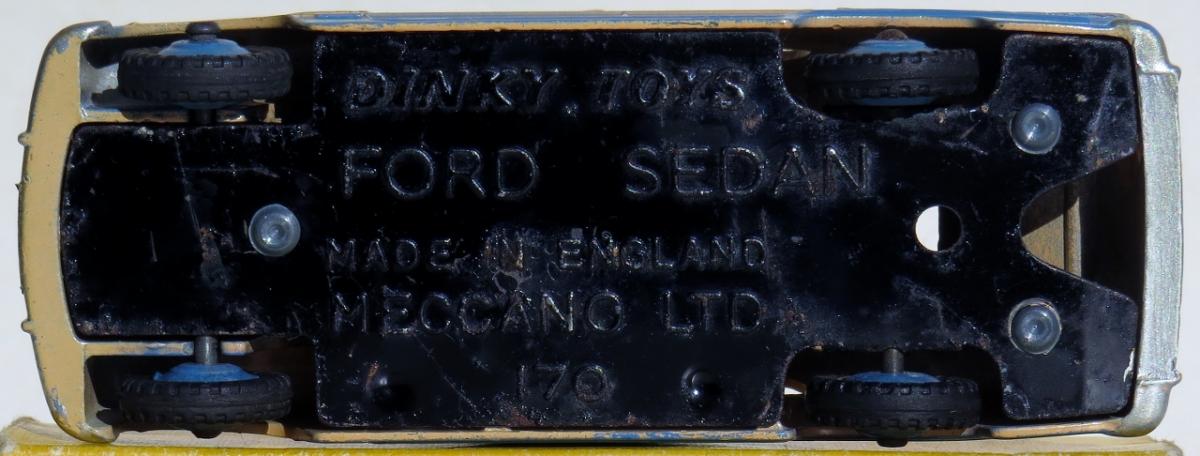 DINKY TOYS
FORD SEDAN
MADE IN ENGLAND
MECCANO LTD
170